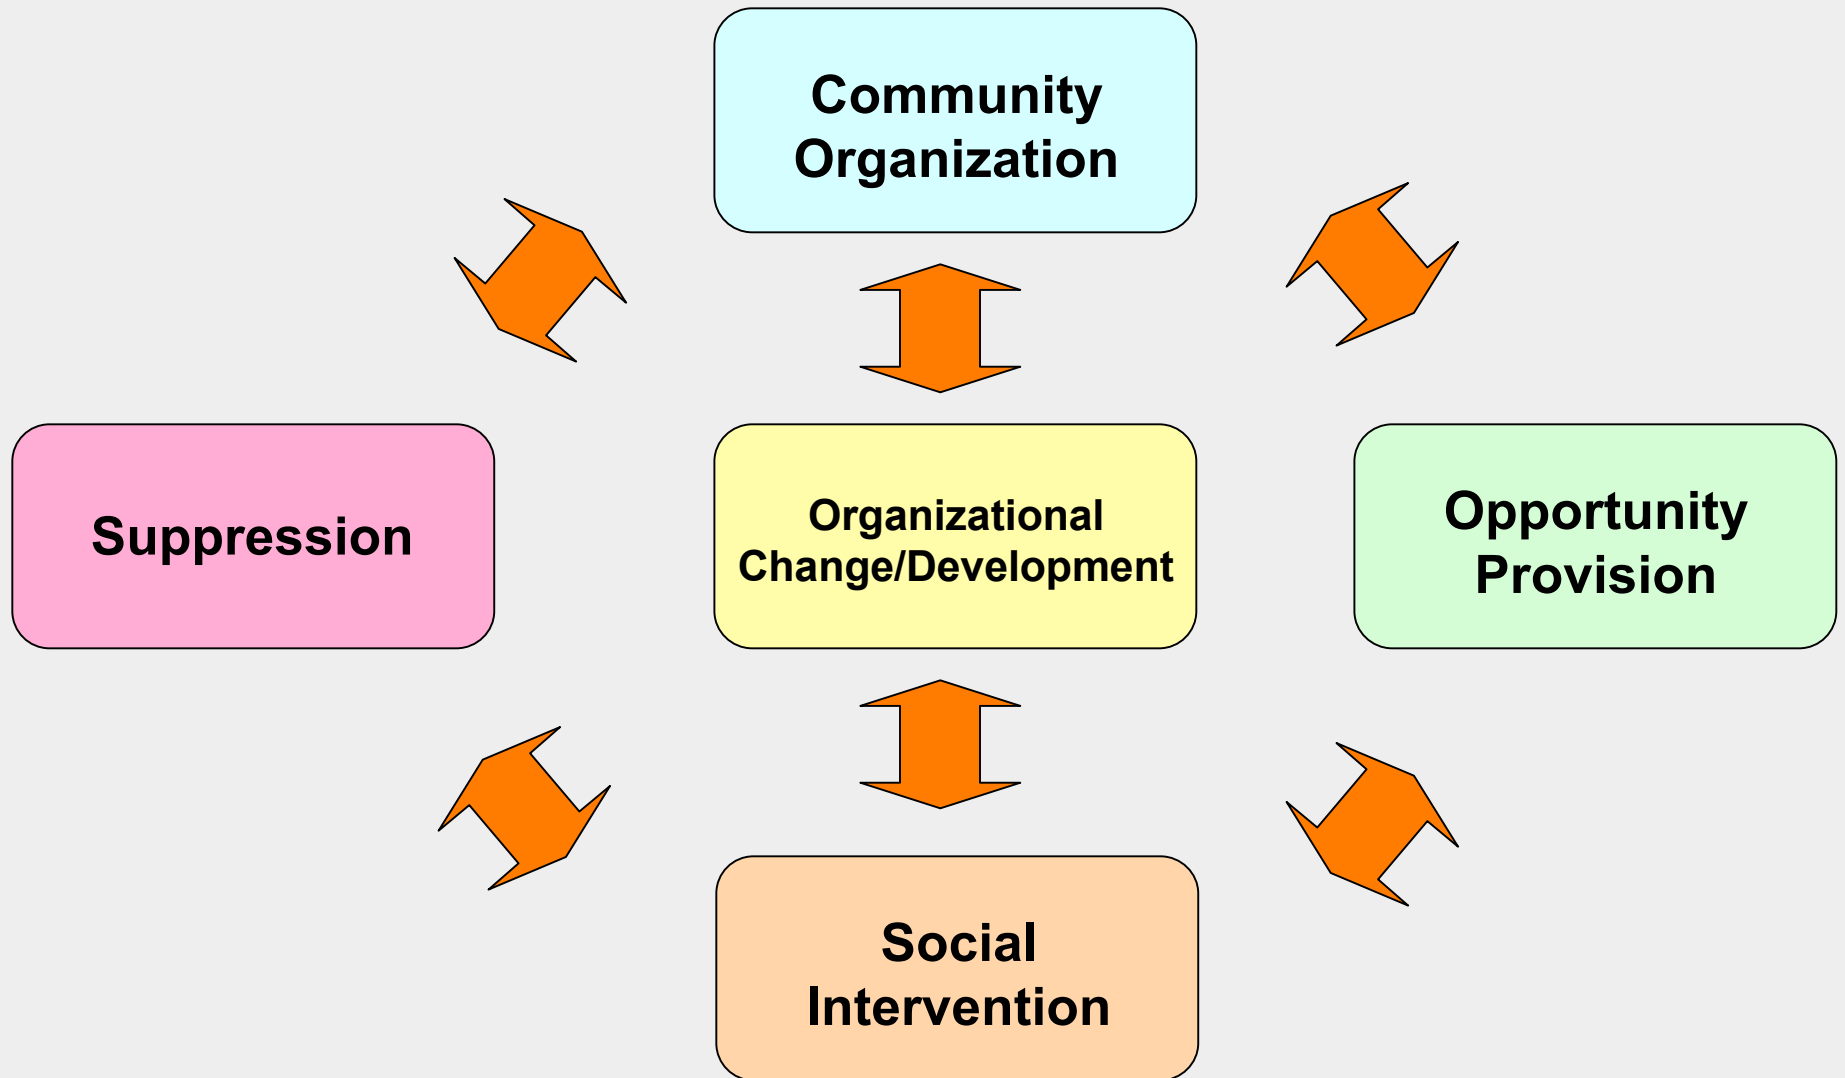 Community
Organization
Suppression
Organizational
Change/Development
Opportunity
Provision
Social
Intervention